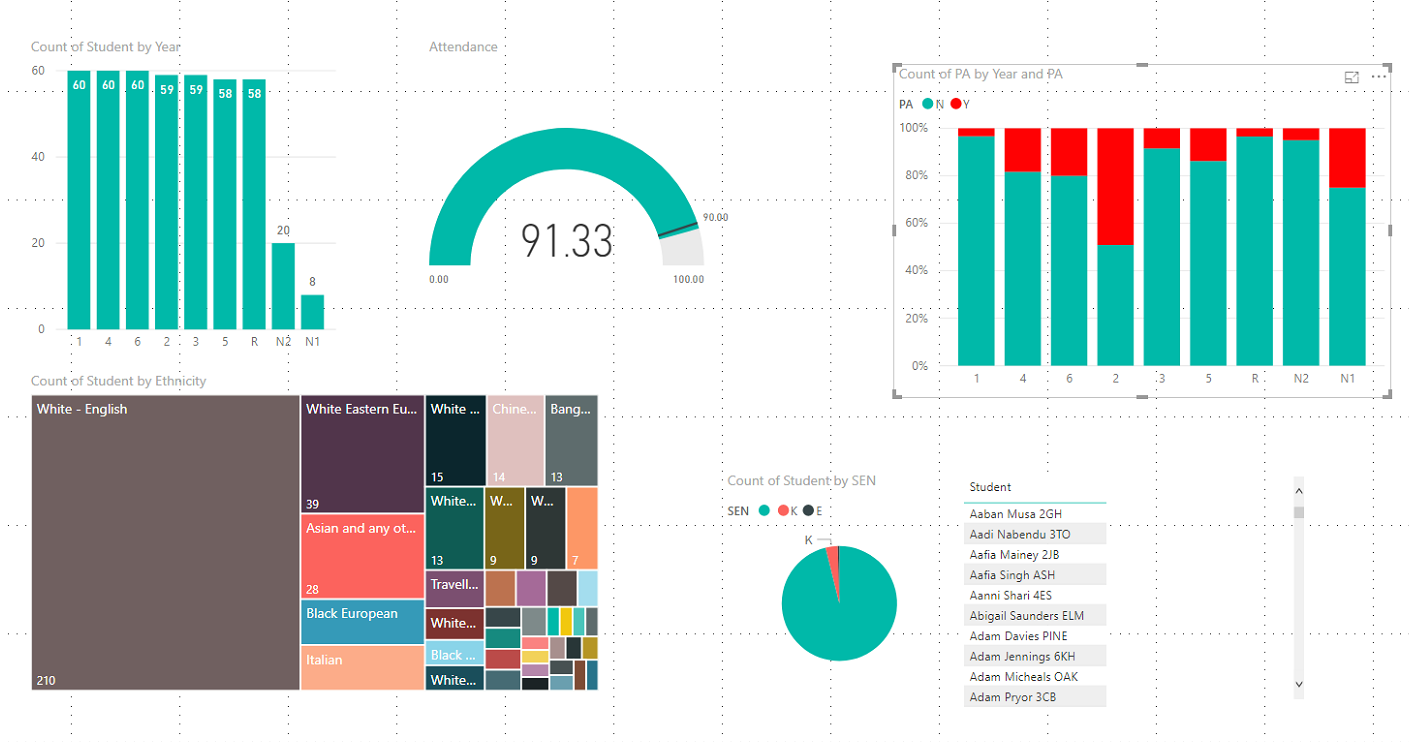 Count of Student by Year
60
40
20
0
60
60
60
59
59
58
58
20
8
1 4 6 2 3 5 R N2 N1
Attendance
91.33
90.00
0.00
100.00
Count of PA by Year and PA
PA N Y
100%
80%
60%
40%
20%
0%
1 4 6 2 3 5 R N2 N1
Count of Student by Ethnicity
White - English
210
White Eastern Eu...
39
Asian and any ot...
28
Black European
Italian
White ...
15
Chine...
14
Bang...
13
White...
13
W...
9
W...
9
7
Travell...
White...
Black ...
White...
Count of Student by SEN
SEN K E
K
Student
Aaban Musa 2GH
Aadi Nabendu 3TO
Aafia Mainey 2JB
Aafia Singh ASH
Aanni Shari 4ES
Abigail Saunders ELM
Adam Davies PINE
Adam Jennings 6KH
Adam Micheals OAK
Adam Pryor 3CB